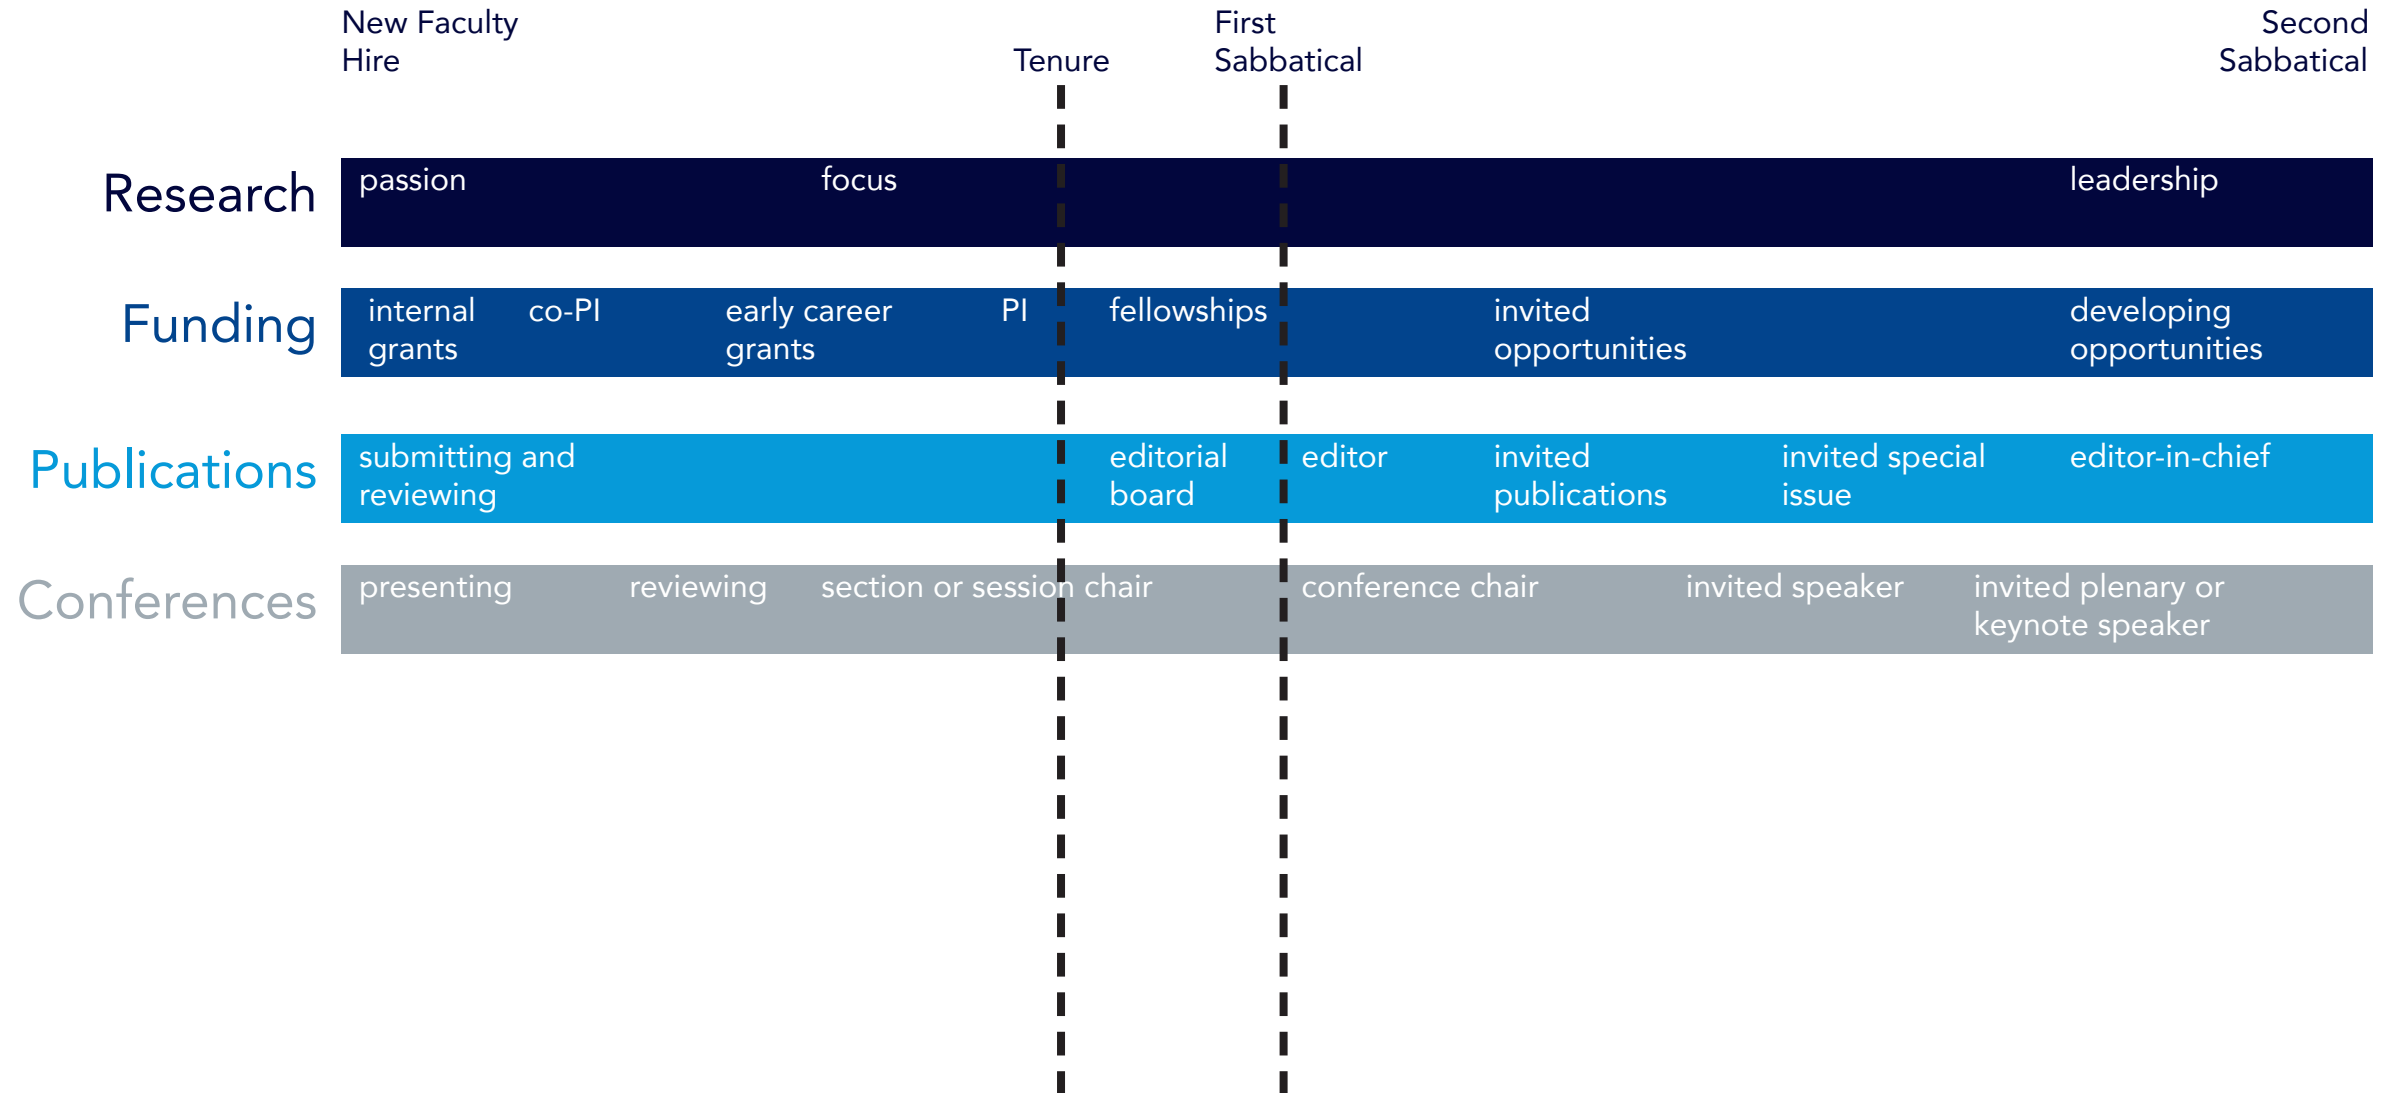 New Faculty
Hire
Tenure
First
Sabbatical
Second
Sabbatical
Research
passion
focus
leadership
Funding
internal
grants
co-PI
early career
grants
PI
fellowships
invited
opportunities
developing
opportunities
Publications
submitting and
reviewing
editorial
board
editor
invited
publications
invited special
issue
editor-in-chief
Conferences
presenting
reviewing
section or session chair
conference chair
invited speaker
invited plenary or
keynote speaker